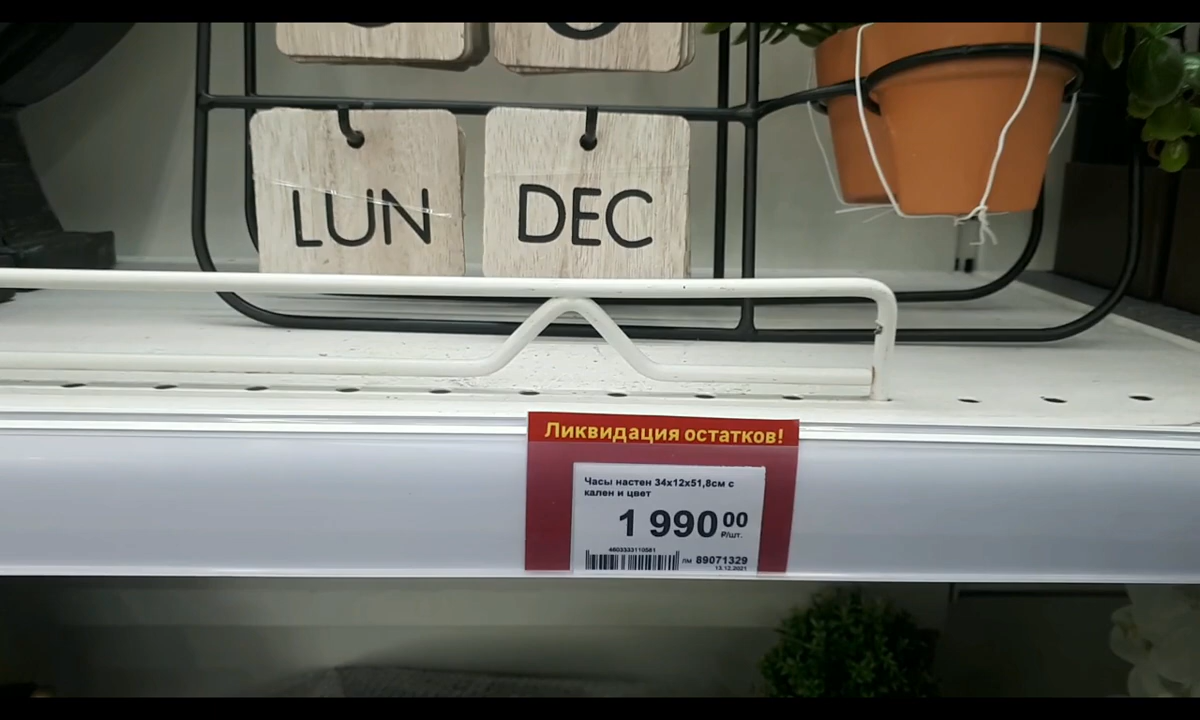 LUN DEC
Ликвидация остатков!
Часы настен 34х12х51,8см с
кален и цвет
1 990 00
₽/шт.
4603333110581
лм 89071329
13.12.2021